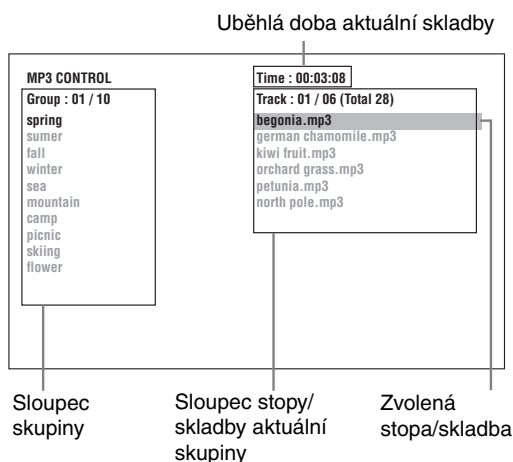 Uběhlá doba aktuální skladby
MP3 CONTROL
Group : 01 / 10
spring
sumer
fall
winter
sea
mountain
camp
picnic
skiing
flower
Time : 00:03:08
Track : 01 / 06 (Total 28)
begonia.mp3
german chamomile.mp3
kiwi fruit.mp3
orchard grass.mp3
petunia.mp3
north pole.mp3
Sloupec
skupiny
Sloupec stopy/
skladby aktuální
skupiny
Zvolená
stopa/skladba